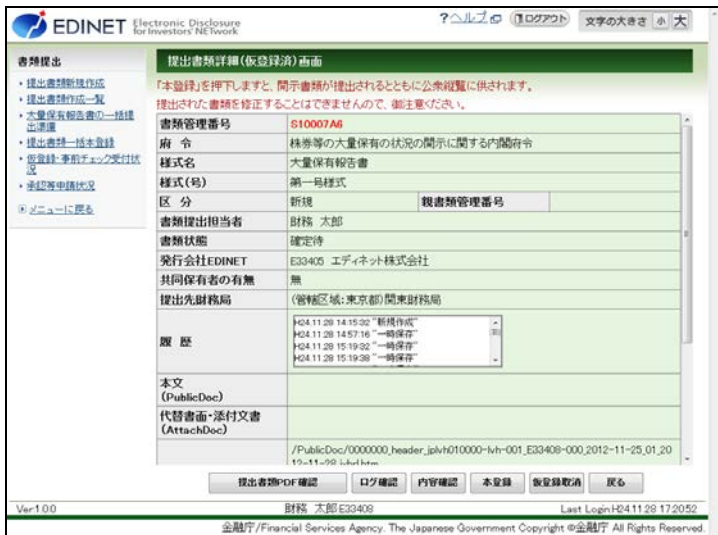 EDINET Electronic Disclosure for Investors' NETwork
?ヘルプ ログアウト 文字の大きさ 小 大
書類提出
・提出書類新規作成
・提出書類作成一覧
・大量保有報告書の一括提出準備
・提出書類一括本登録
・仮登録・事前チェック受付状況
・承認等申請状況
メニューに戻る
提出書類詳細(仮登録済)画面
「本登録」を押下しますと、開示書類が提出されるとともに公衆縦覧に供されます。
提出された書類を修正することはできませんので、御注意ください。
書類管理番号 S10007A6
府 令 株券等の大量保有の状況の開示に関する内閣府令
様式名 大量保有報告書
様式(号) 第一号様式
区 分 新規 親書類管理番号
書類提出担当者 財務 太郎
書類状態 確定待
発行会社EDINET E33405 エディネット株式会社
共同保有者の有無 無
提出先財務局 (管轄区域:東京都)関東財務局
履 歴
H24.11.28 14:15:32 "新規作成"
H24.11.28 14:57:16 "一時保存"
H24.11.28 15:19:32 "一時保存"
H24.11.28 15:19:38 "一時保存"
本文
(PublicDoc)
代替書面・添付文書
(AttachDoc)
/PublicDoc/0000000_header_jplvh010000-lvh-001_E33408-000_2012-11-25_01_20
12-11-28_ixbrl.htm
提出書類PDF確認 ログ確認 内容確認 本登録 仮登録取消 戻る
Ver.1.0.0 財務 太郎:E33408 Last Login:H24.11.28 17:20:52
金融庁/Financial Services Agency, The Japanese Government Copyright ©金融庁 All Rights Reserved.